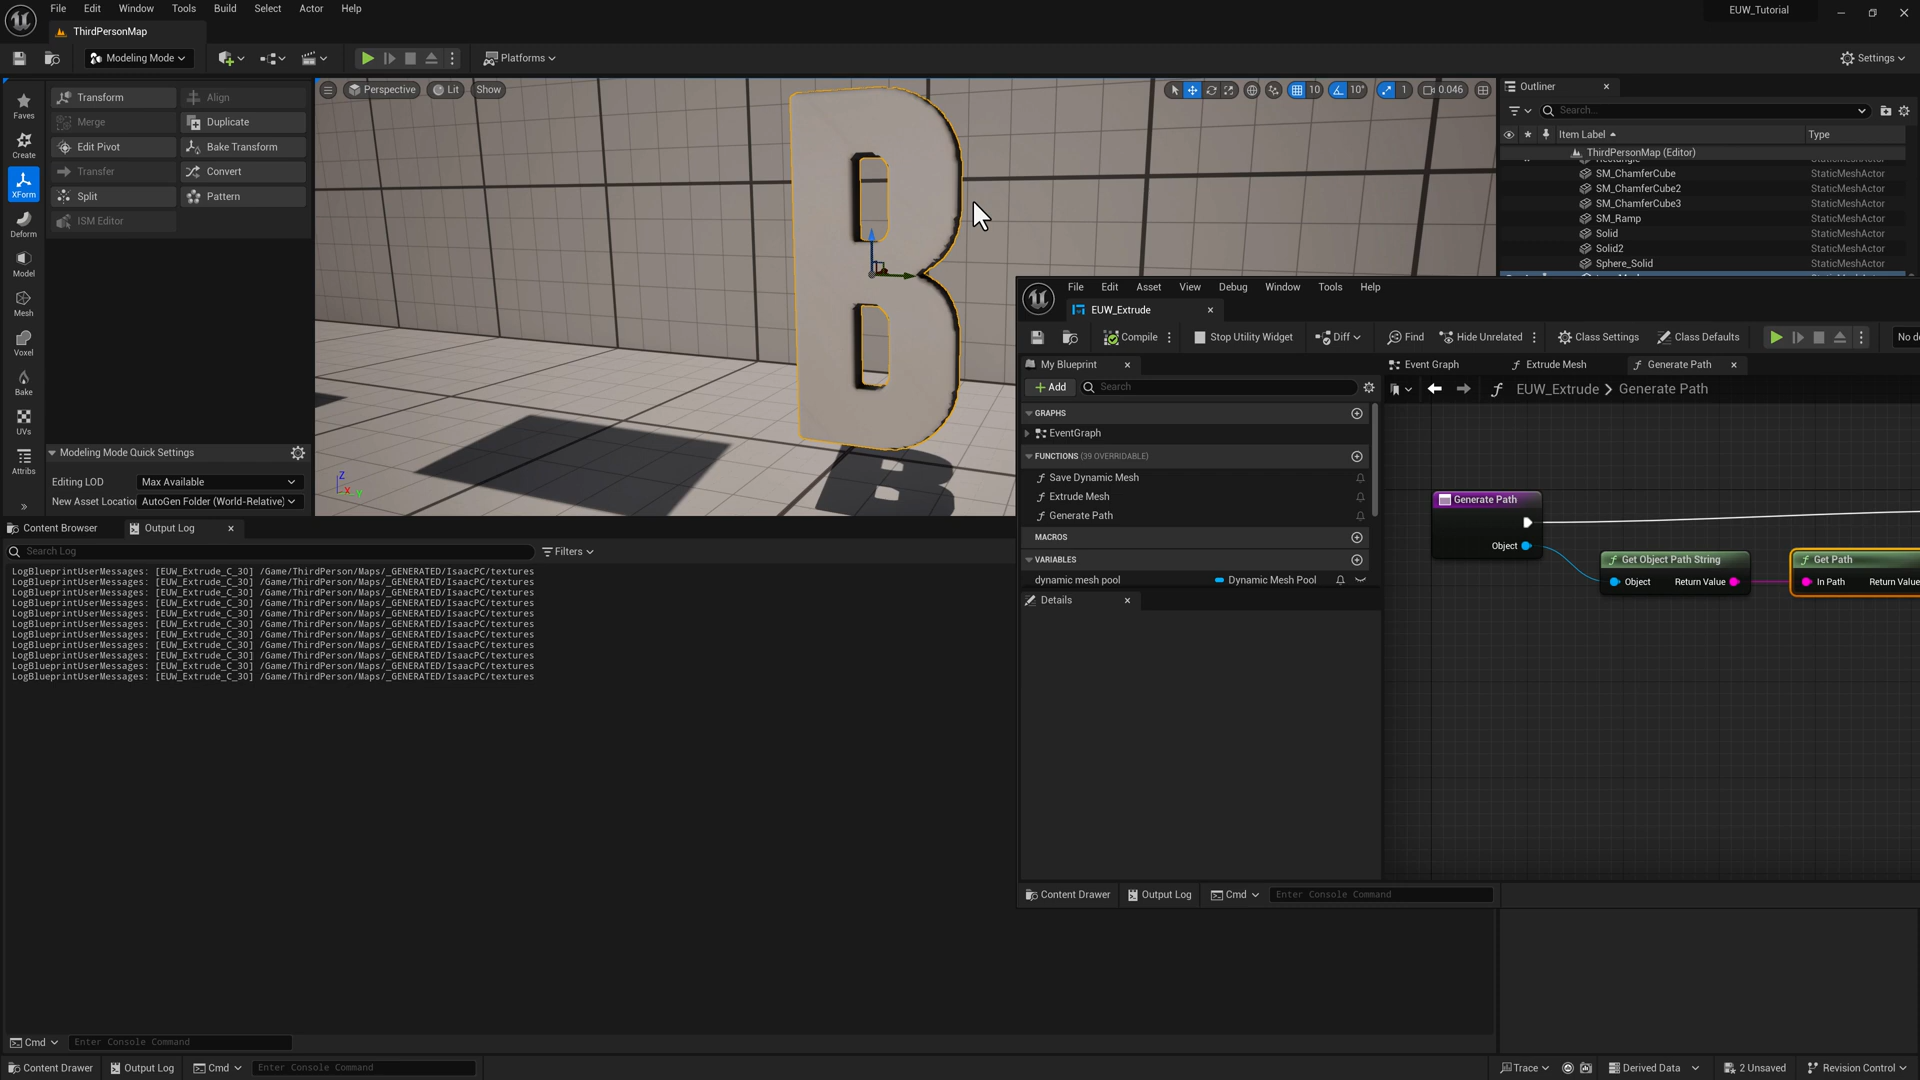 File Edit Window Tools Build Select Actor Help
EUW_Tutorial
ThirdPersonMap
Modeling Mode
Platforms
Settings
Transform Align
Merge Duplicate
Edit Pivot Bake Transform
Transfer Convert
Split Pattern
ISM Editor
Faves
Create
XForm
Deform
Model
Mesh
Voxel
Bake
UVs
Attribs
Modeling Mode Quick Settings
Editing LOD Max Available
New Asset Location AutoGen Folder (World-Relative)
Perspective Lit Show
10 10° 1 0.046
B
Z
X Y
Outliner
Search...
Item Label Type
ThirdPersonMap (Editor)
Rectangle StaticMeshActor
SM_ChamferCube StaticMeshActor
SM_ChamferCube2 StaticMeshActor
SM_ChamferCube3 StaticMeshActor
SM_Ramp StaticMeshActor
Solid StaticMeshActor
Solid2 StaticMeshActor
Sphere_Solid StaticMeshActor
Content Browser Output Log
Search Log Filters
LogBlueprintUserMessages: [EUW_Extrude_C_30] /Game/ThirdPerson/Maps/_GENERATED/IsaacPC/textures
LogBlueprintUserMessages: [EUW_Extrude_C_30] /Game/ThirdPerson/Maps/_GENERATED/IsaacPC/textures
LogBlueprintUserMessages: [EUW_Extrude_C_30] /Game/ThirdPerson/Maps/_GENERATED/IsaacPC/textures
LogBlueprintUserMessages: [EUW_Extrude_C_30] /Game/ThirdPerson/Maps/_GENERATED/IsaacPC/textures
LogBlueprintUserMessages: [EUW_Extrude_C_30] /Game/ThirdPerson/Maps/_GENERATED/IsaacPC/textures
LogBlueprintUserMessages: [EUW_Extrude_C_30] /Game/ThirdPerson/Maps/_GENERATED/IsaacPC/textures
LogBlueprintUserMessages: [EUW_Extrude_C_30] /Game/ThirdPerson/Maps/_GENERATED/IsaacPC/textures
LogBlueprintUserMessages: [EUW_Extrude_C_30] /Game/ThirdPerson/Maps/_GENERATED/IsaacPC/textures
LogBlueprintUserMessages: [EUW_Extrude_C_30] /Game/ThirdPerson/Maps/_GENERATED/IsaacPC/textures
LogBlueprintUserMessages: [EUW_Extrude_C_30] /Game/ThirdPerson/Maps/_GENERATED/IsaacPC/textures
LogBlueprintUserMessages: [EUW_Extrude_C_30] /Game/ThirdPerson/Maps/_GENERATED/IsaacPC/textures
File Edit Asset View Debug Window Tools Help
EUW_Extrude
Compile Stop Utility Widget Diff Find Hide Unrelated Class Settings Class Defaults No d
My Blueprint
Add Search
GRAPHS
EventGraph
FUNCTIONS (39 OVERRIDABLE)
Save Dynamic Mesh
Extrude Mesh
Generate Path
MACROS
VARIABLES
dynamic mesh pool Dynamic Mesh Pool
Details
Event Graph Extrude Mesh Generate Path
EUW_Extrude > Generate Path
Generate Path
Object
Get Object Path String
Object Return Value
Get Path
In Path Return Value
Content Drawer Output Log Cmd Enter Console Command
Cmd Enter Console Command
Content Drawer Output Log Cmd Enter Console Command
Trace Derived Data 2 Unsaved Revision Control